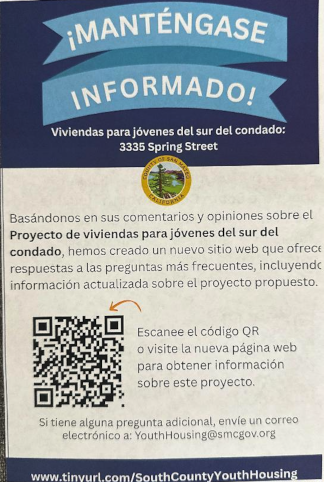 ¡MANTÉNGASE
INFORMADO!
Viviendas para jóvenes del sur del condado:
3335 Spring Street
COUNTY OF SAN MATEO
CALIFORNIA
Basándonos en sus comentarios y opiniones sobre el
Proyecto de viviendas para jóvenes del sur del
condado, hemos creado un nuevo sitio web que ofrece
respuestas a las preguntas más frecuentes, incluyendo
información actualizada sobre el proyecto propuesto.
Escanee el código QR
o visite la nueva página web
para obtener información
sobre este proyecto.
Si tiene alguna pregunta adicional, envíe un correo
electrónico a: YouthHousing@smcgov.org
www.tinyurl.com/SouthCountyYouthHousing